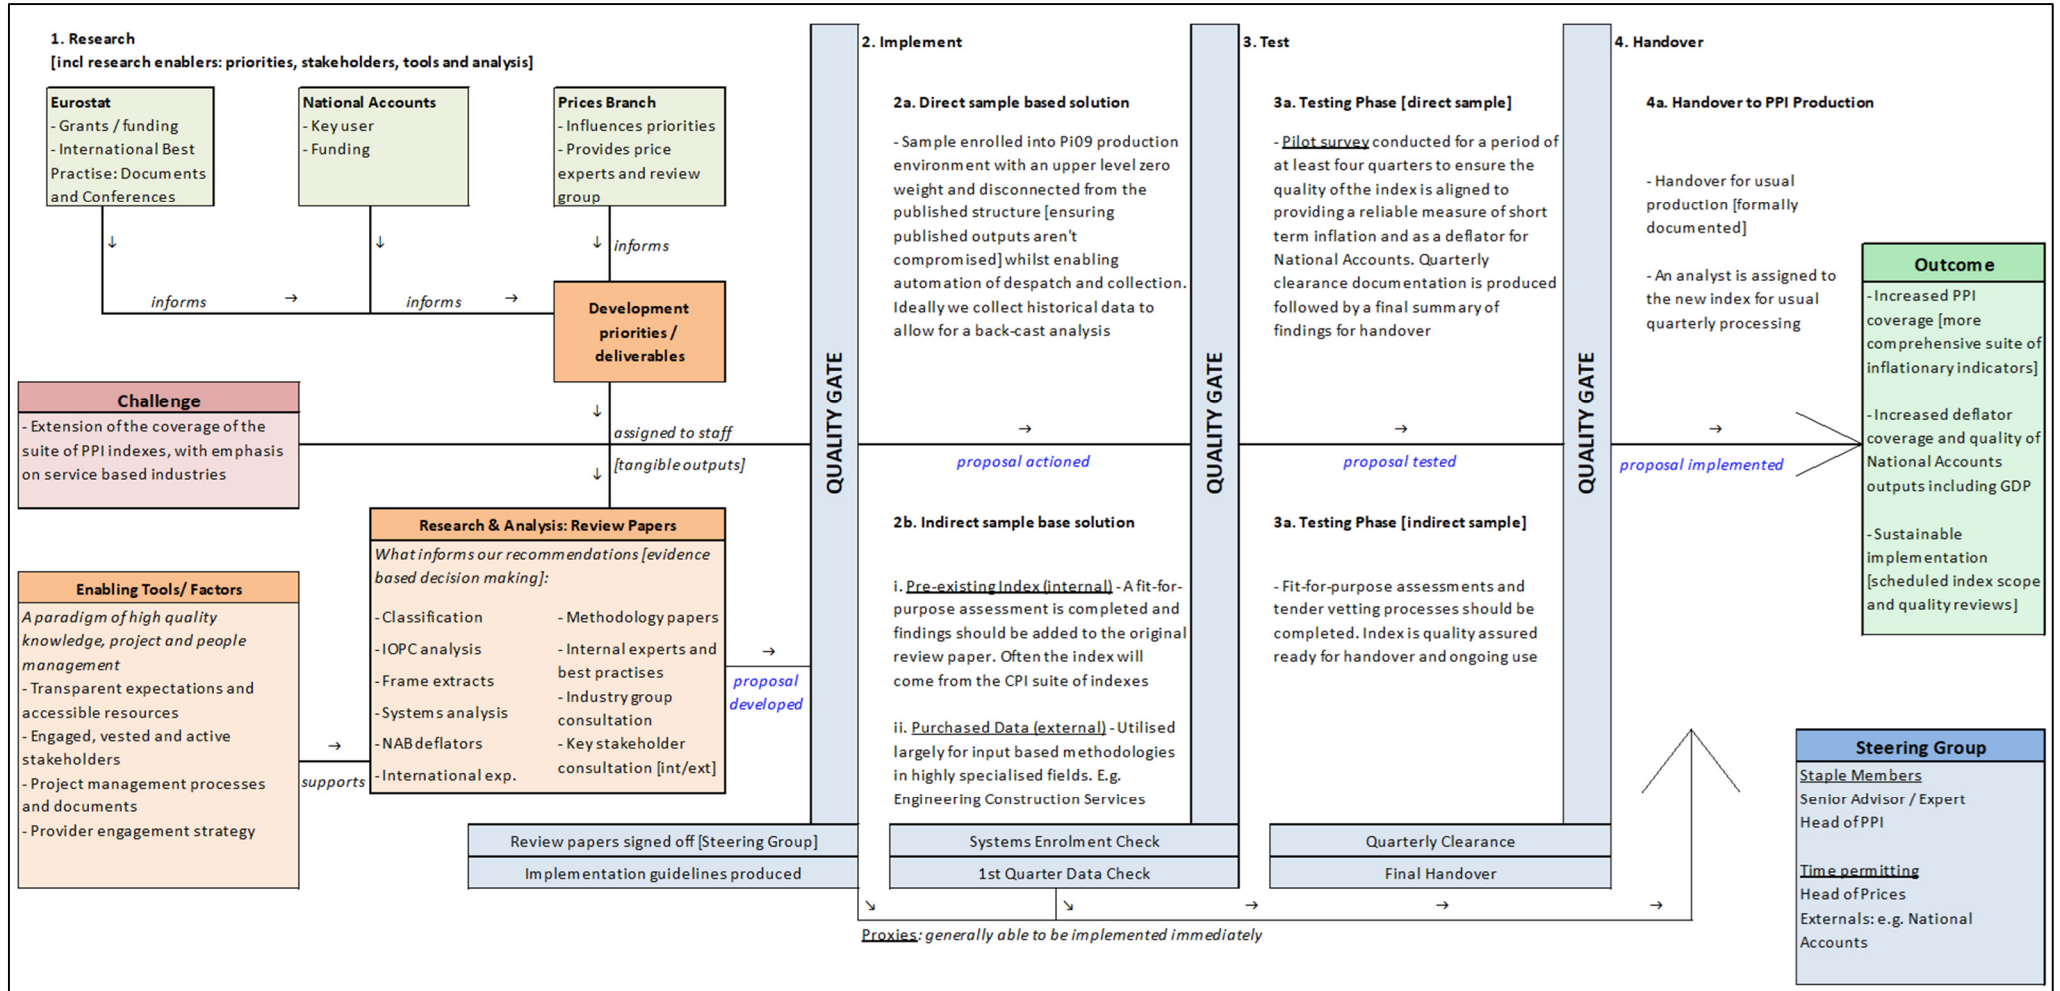 1. Research
[incl research enablers: priorities, stakeholders, tools and analysis]
Eurostat
- Grants / funding
- International Best
Practise: Documents
and Conferences
National Accounts
- Key user
- Funding
Prices Branch
- Influences priorities
- Provides price
experts and review
group
↓
↓
↓ informs
informs →
informs →
Development
priorities /
deliverables
Challenge
- Extension of the coverage of the
suite of PPI indexes, with emphasis
on service based industries
↓
assigned to staff
↓ [tangible outputs]
Enabling Tools/ Factors
A paradigm of high quality
knowledge, project and people
management
- Transparent expectations and
accessible resources
- Engaged, vested and active
stakeholders
- Project management processes
and documents
- Provider engagement strategy
→
supports
Research & Analysis: Review Papers
What informs our recommendations [evidence
based decision making]:
- Classification
- IOPC analysis
- Frame extracts
- Systems analysis
- NAB deflators
- International exp.
- Methodology papers
- Internal experts and
best practises
- Industry group
consultation
- Key stakeholder
consultation [int/ext]
→
proposal
developed
QUALITY GATE
Review papers signed off [Steering Group]
Implementation guidelines produced
2. Implement
2a. Direct sample based solution
- Sample enrolled into Pi09 production
environment with an upper level zero
weight and disconnected from the
published structure [ensuring
published outputs aren't
compromised] whilst enabling
automation of despatch and collection.
Ideally we collect historical data to
allow for a back-cast analysis
→
proposal actioned
2b. Indirect sample base solution
i. Pre-existing Index (internal) - A fit-for-
purpose assessment is completed and
findings should be added to the original
review paper. Often the index will
come from the CPI suite of indexes
ii. Purchased Data (external) - Utilised
largely for input based methodologies
in highly specialised fields. E.g.
Engineering Construction Services
QUALITY GATE
Systems Enrolment Check
1st Quarter Data Check
3. Test
3a. Testing Phase [direct sample]
- Pilot survey conducted for a period of
at least four quarters to ensure the
quality of the index is aligned to
providing a reliable measure of short
term inflation and as a deflator for
National Accounts. Quarterly
clearance documentation is produced
followed by a final summary of
findings for handover
→
proposal tested
3a. Testing Phase [indirect sample]
- Fit-for-purpose assessments and
tender vetting processes should be
completed. Index is quality assured
ready for handover and ongoing use
QUALITY GATE
Quarterly Clearance
Final Handover
4. Handover
4a. Handover to PPI Production
- Handover for usual
production [formally
documented]
- An analyst is assigned to
the new index for usual
quarterly processing
→
proposal implemented
Outcome
- Increased PPI
coverage [more
comprehensive suite of
inflationary indicators]
- Increased deflator
coverage and quality of
National Accounts
outputs including GDP
- Sustainable
implementation
[scheduled index scope
and quality reviews]
Steering Group
Staple Members
Senior Advisor / Expert
Head of PPI
Time permitting
Head of Prices
Externals: e.g. National
Accounts
↘ ↘ → → →
Proxies: generally able to be implemented immediately